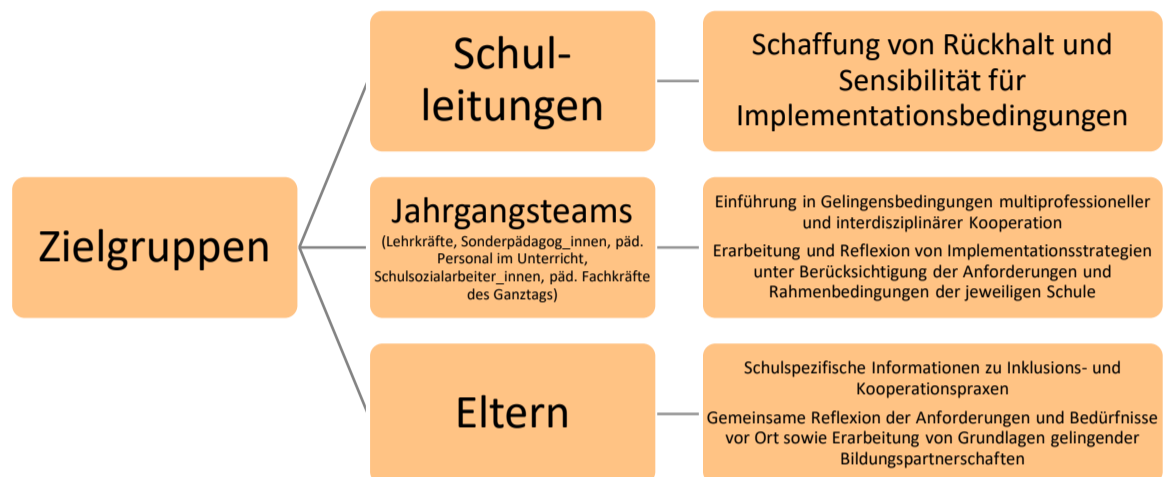 Zielgruppen
Schul-
leitungen
Schaffung von Rückhalt und
Sensibilität für
Implementationsbedingungen
Jahrgangsteams
(Lehrkräfte, Sonderpädagog_innen, päd.
Personal im Unterricht,
Schulsozialarbeiter_innen, päd. Fachkräfte
des Ganztags)
Einführung in Gelingensbedingungen multiprofessioneller
und interdisziplinärer Kooperation
Erarbeitung und Reflexion von Implementationsstrategien
unter Berücksichtigung der Anforderungen und
Rahmenbedingungen der jeweiligen Schule
Eltern
Schulspezifische Informationen zu Inklusions- und
Kooperationspraxen
Gemeinsame Reflexion der Anforderungen und Bedürfnisse
vor Ort sowie Erarbeitung von Grundlagen gelingender
Bildungspartnerschaften